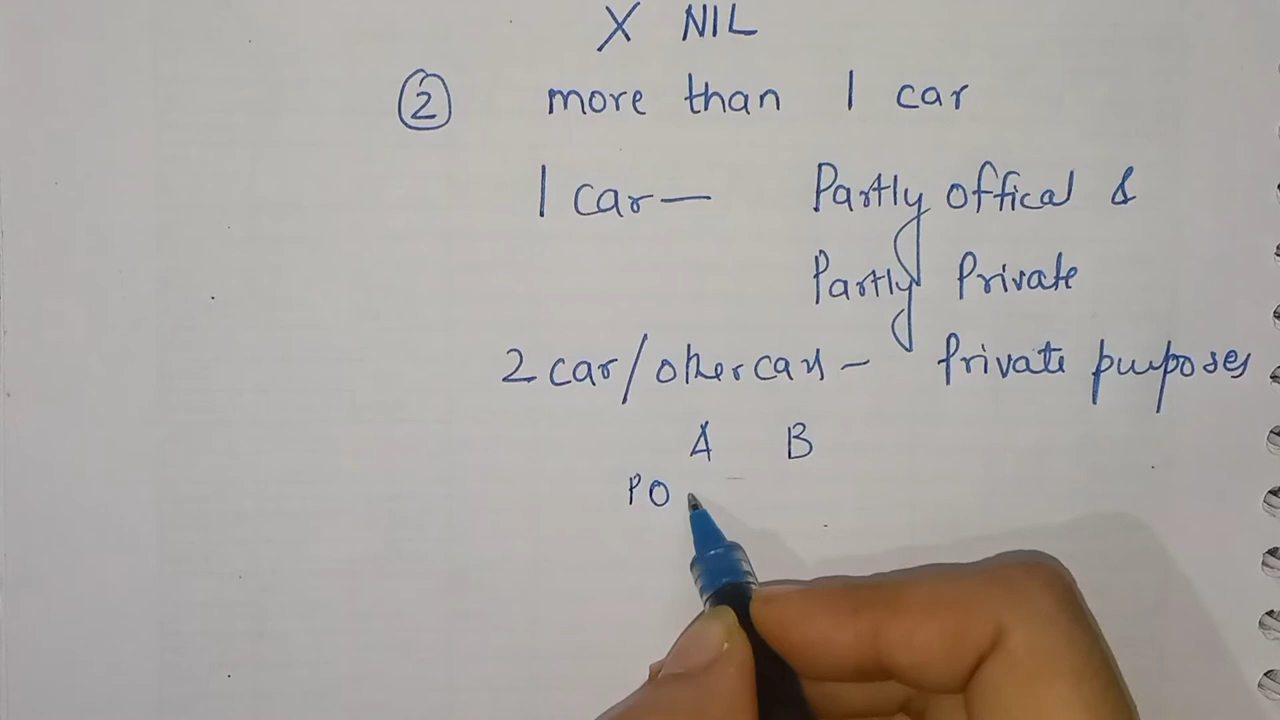 X NIL
② more than 1 car
1 car — Partly offical &
Partly Private
2 car/other cars - Private purposes
A B
PO